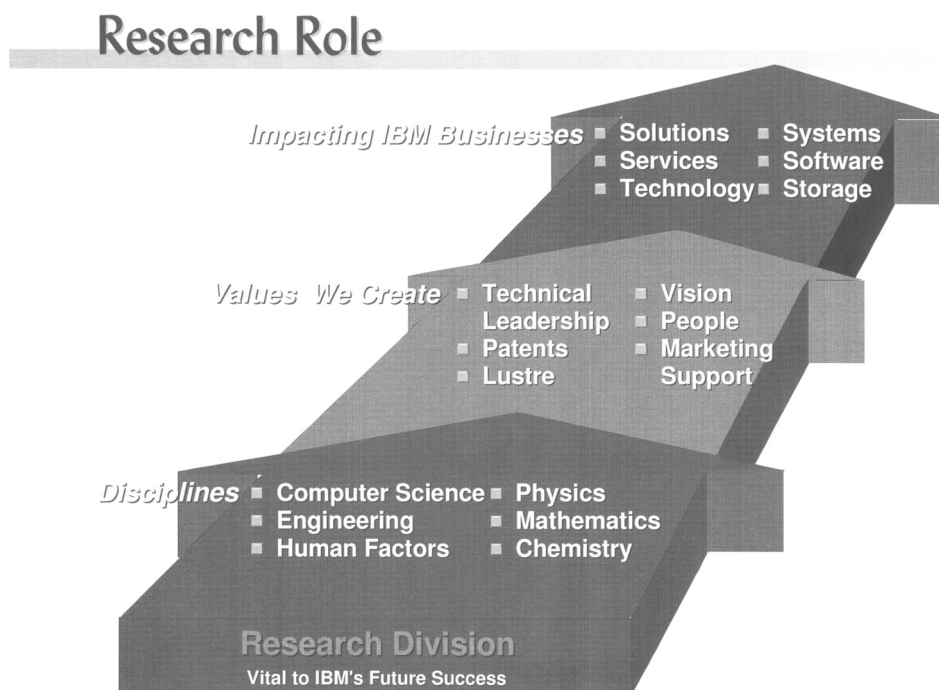 Research Role
Impacting IBM Businesses
Solutions
Services
Technology
Systems
Software
Storage
Values We Create
Technical
Leadership
Patents
Lustre
Vision
People
Marketing
Support
Disciplines
Computer Science
Engineering
Human Factors
Physics
Mathematics
Chemistry
Research Division
Vital to IBM's Future Success